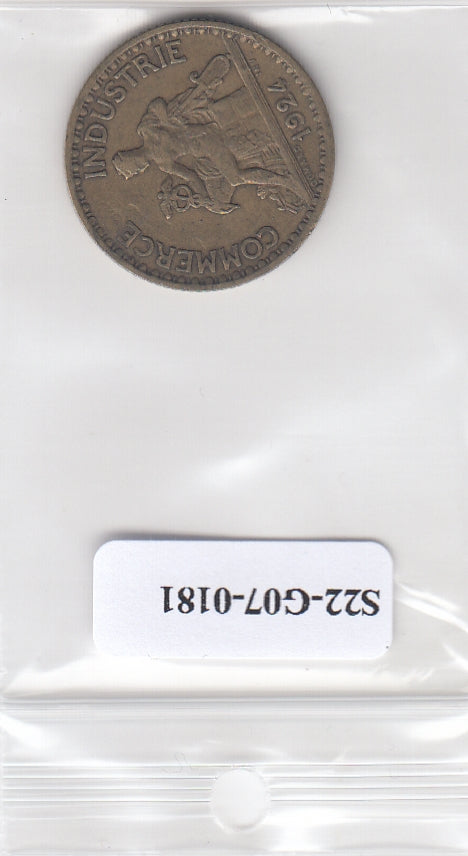 COMMERCE
INDUSTRIE
1924
S22-G07-0181